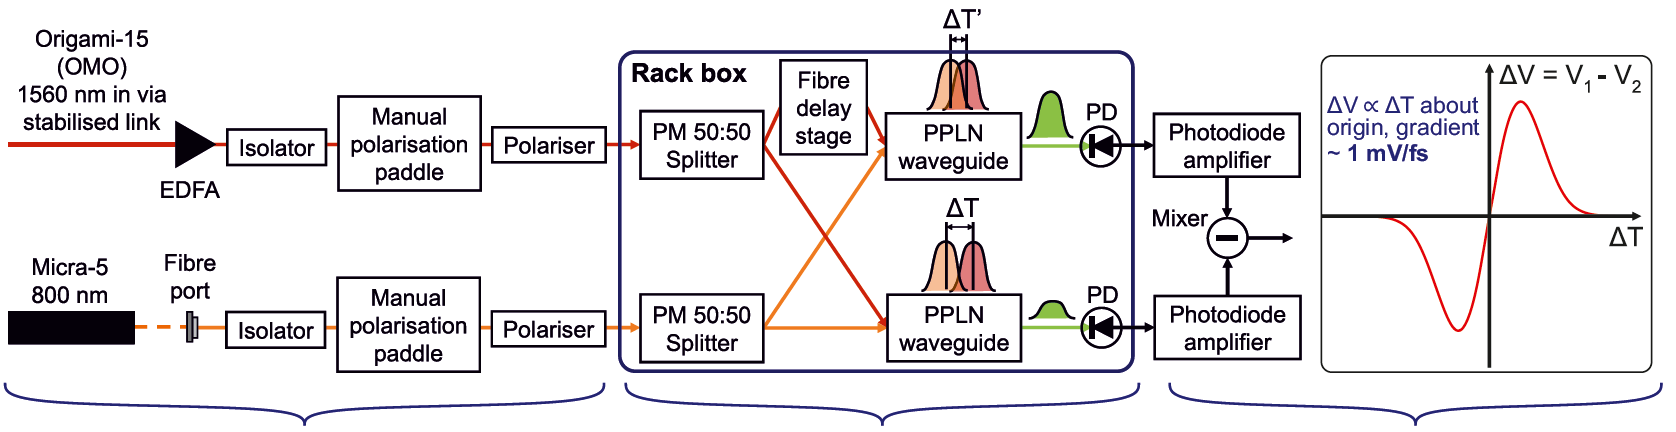 Origami-15
(OMO)
1560 nm in via
stabilised link
EDFA
Isolator
Manual
polarisation
paddle
Polariser
Rack box
PM 50:50
Splitter
Fibre
delay
stage
ΔT’
PPLN
waveguide
PD
Photodiode
amplifier
Mixer
Micra-5
800 nm
Fibre
port
Isolator
Manual
polarisation
paddle
Polariser
PM 50:50
Splitter
ΔT
PPLN
waveguide
PD
Photodiode
amplifier
ΔV = V₁ - V₂
ΔV ∝ ΔT about
origin, gradient
~ 1 mV/fs
ΔT